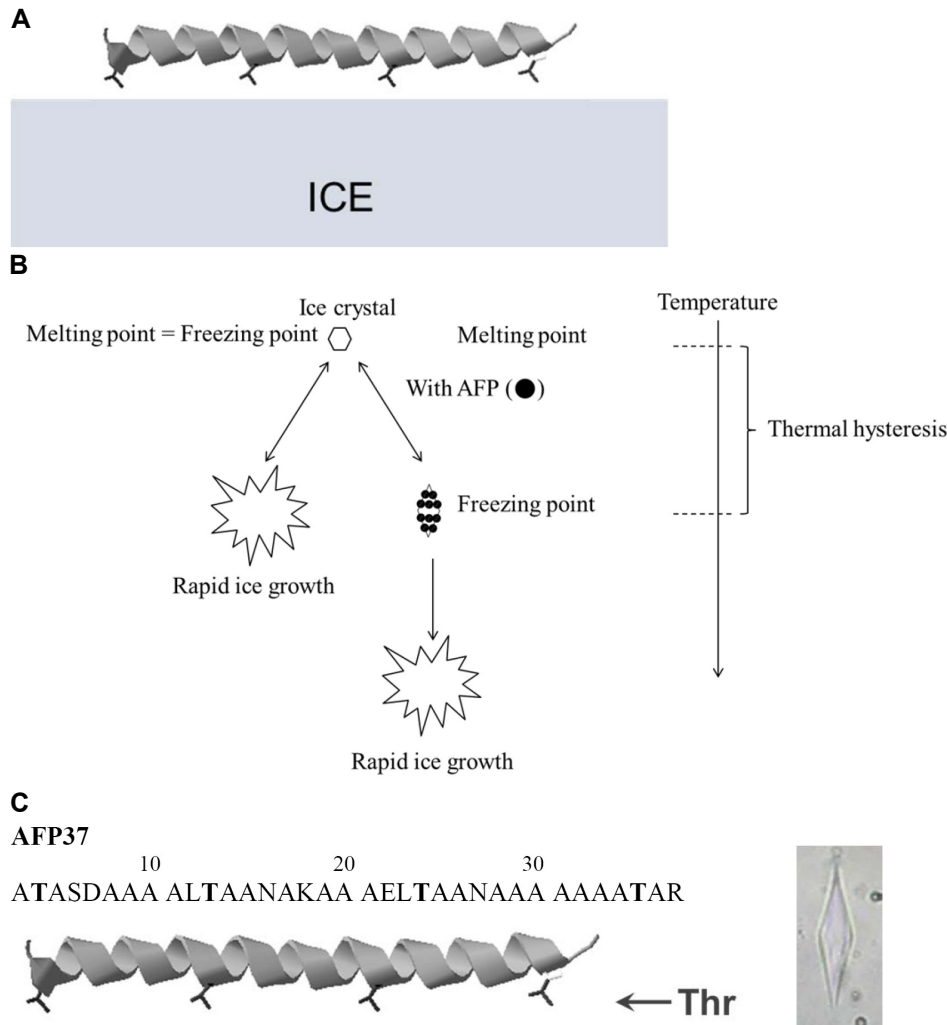 A
ICE
B
Ice crystal
Temperature
Melting point = Freezing point
Melting point
With AFP (●)
Thermal hysteresis
Freezing point
Rapid ice growth
Rapid ice growth
C
AFP37
10 20 30
ATASDAAA ALTAANAKAA AELTAANAAA AAAATAR
Thr